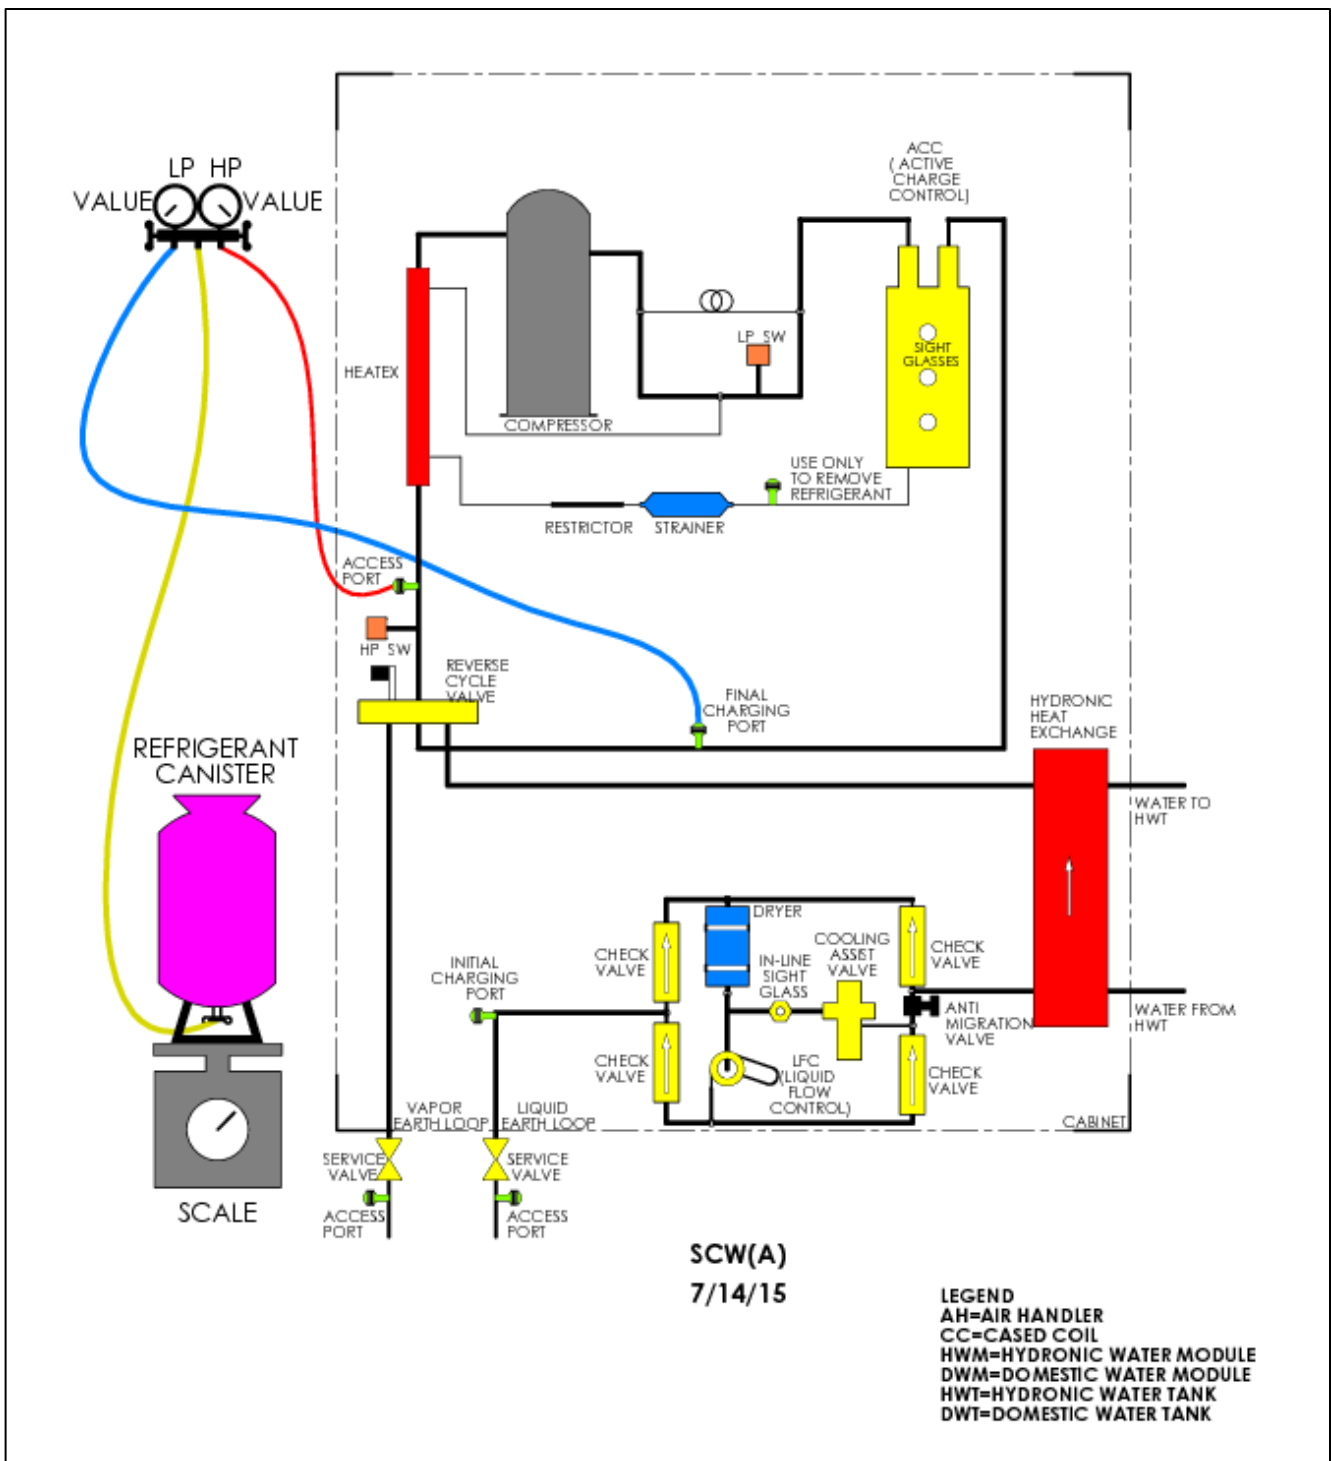 LP HP
VALUE VALUE
ACC
( ACTIVE
CHARGE
CONTROL)
LP SW
SIGHT
GLASSES
HEATEX
COMPRESSOR
USE ONLY
TO REMOVE
REFRIGERANT
RESTRICTOR
STRAINER
ACCESS
PORT
HP SW
REVERSE
CYCLE
VALVE
FINAL
CHARGING
PORT
HYDRONIC
HEAT
EXCHANGE
REFRIGERANT
CANISTER
WATER TO
HWT
DRYER
CHECK
VALVE
IN-LINE
SIGHT
GLASS
COOLING
ASSIST
VALVE
CHECK
VALVE
INITIAL
CHARGING
PORT
ANTI
MIGRATION
VALVE
WATER FROM
HWT
CHECK
VALVE
LFC
(LIQUID
FLOW
CONTROL)
CHECK
VALVE
VAPOR
EARTH LOOP
LIQUID
EARTH LOOP
CABINET
SERVICE
VALVE
SERVICE
VALVE
SCALE
ACCESS
PORT
ACCESS
PORT
SCW(A)
7/14/15
LEGEND
AH=AIR HANDLER
CC=CASED COIL
HWM=HYDRONIC WATER MODULE
DWM=DOMESTIC WATER MODULE
HWT=HYDRONIC WATER TANK
DWT=DOMESTIC WATER TANK